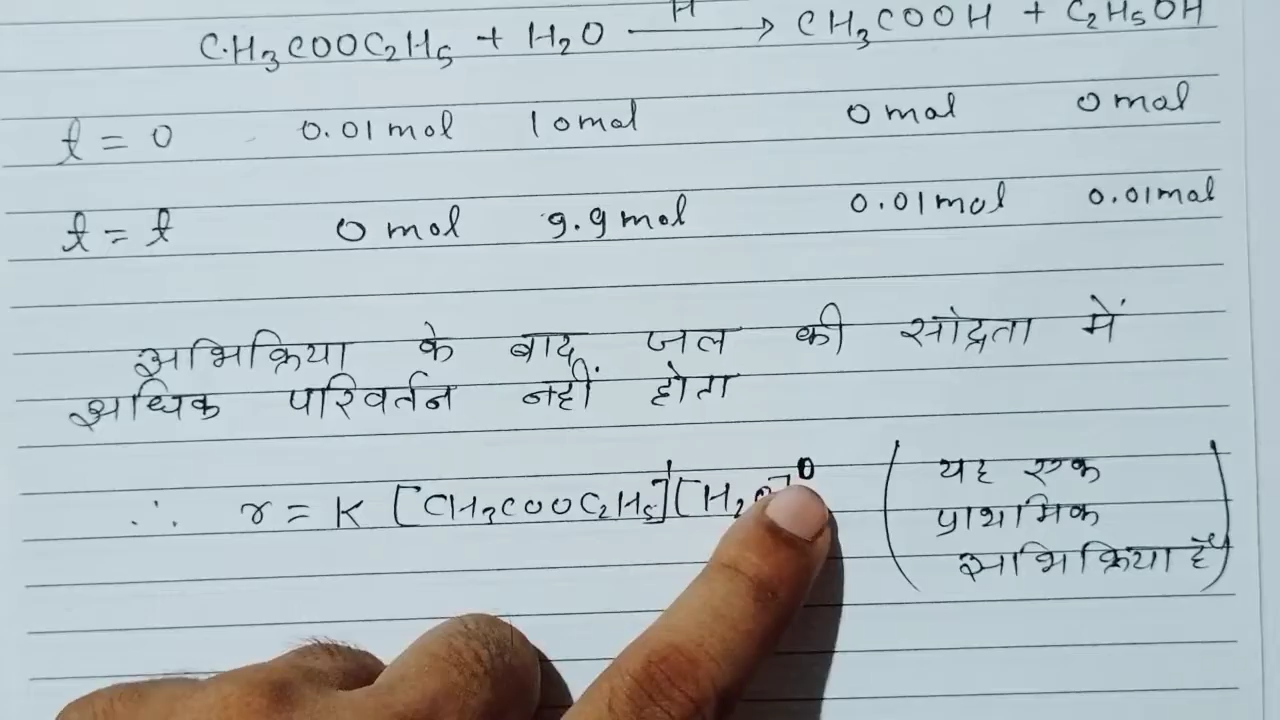 CH₃COOC₂H₅ + H₂O ⟶ CH₃COOH + C₂H₅OH
H
t = 0 0.01 mol 10 mol 0 mol 0 mol
t = t 0 mol 9.9 mol 0.01 mol 0.01 mol
अभिक्रिया के बाद जल की सांद्रता में
अधिक परिवर्तन नहीं होता
∴ r = K [CH₃COOC₂H₅]¹ [H₂O]⁰
(यह एक
प्राथमिक
अभिक्रिया है)